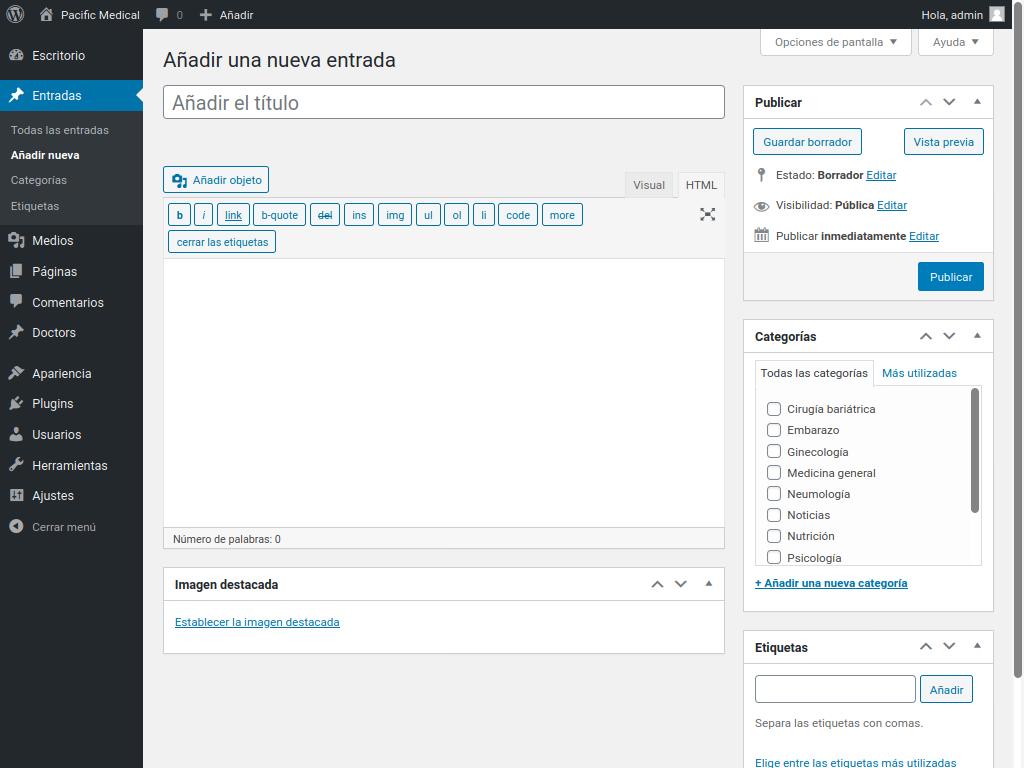 Pacific Medical 0 Añadir Hola, admin
Escritorio
Entradas
Todas las entradas
Añadir nueva
Categorías
Etiquetas
Medios
Páginas
Comentarios
Doctors
Apariencia
Plugins
Usuarios
Herramientas
Ajustes
Cerrar menú
Opciones de pantalla Ayuda
Añadir una nueva entrada
Añadir el título
Añadir objeto
Visual HTML
b i link b-quote del ins img ul ol li code more
cerrar las etiquetas
Número de palabras: 0
Imagen destacada
Establecer la imagen destacada
Publicar
Guardar borrador Vista previa
Estado: Borrador Editar
Visibilidad: Pública Editar
Publicar inmediatamente Editar
Publicar
Categorías
Todas las categorías Más utilizadas
Cirugía bariátrica
Embarazo
Ginecología
Medicina general
Neumología
Noticias
Nutrición
Psicología
+ Añadir una nueva categoría
Etiquetas
Añadir
Separa las etiquetas con comas.
Elige entre las etiquetas más utilizadas